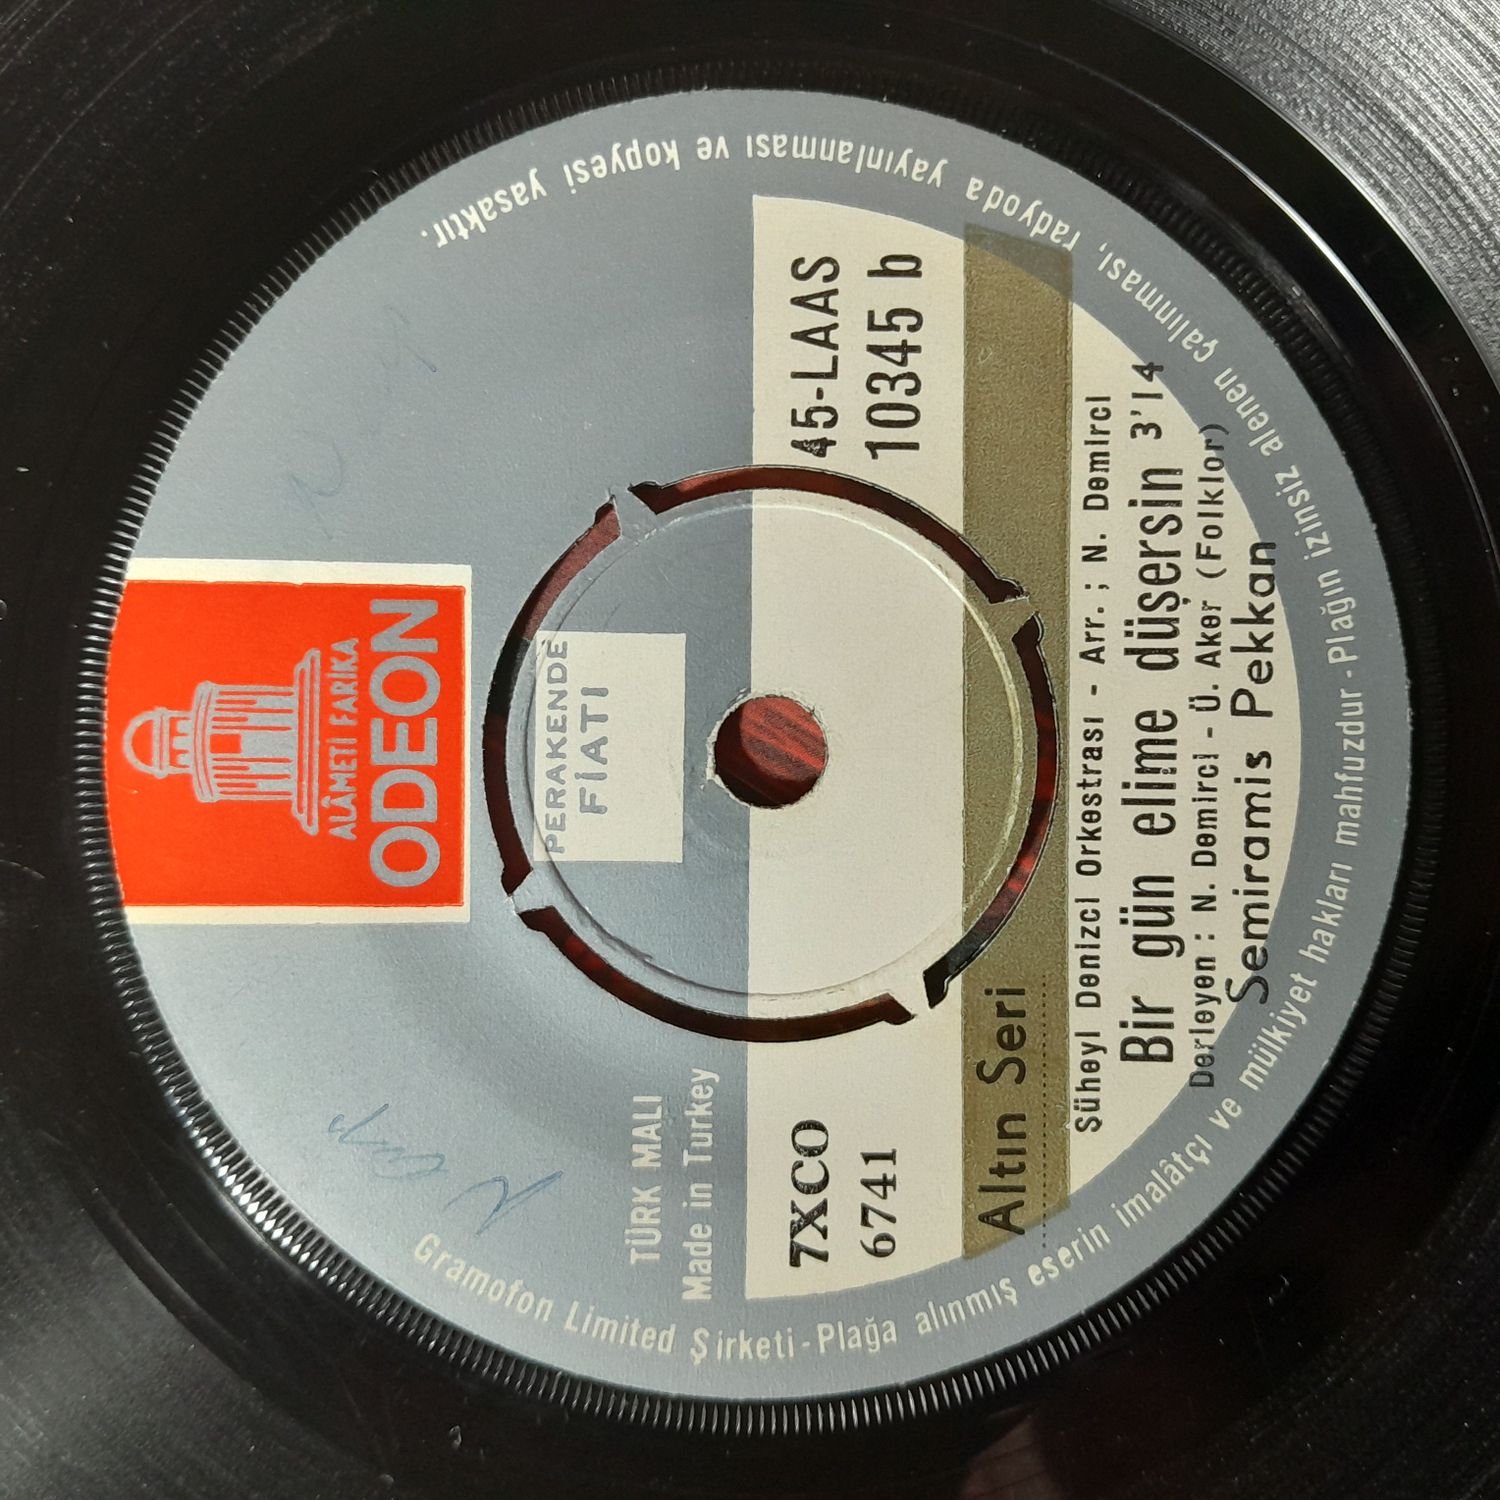 ALÂMETİ FARİKA
ODEON
PERAKENDE
FİATI
TÜRK MALI
Made in Turkey
7XCO
6741
45-LAAS
10345 b
Altın Seri
Şüheyl Denizci Orkestrası - Arr. ; N. Demirci
Bir gün elime düşersin 3'14
Derleyen : N. Demirci - Ü. Aker (Folklor)
Semiramis Pekkan
Gramofon Limited Şirketi - Plağa alınmış eserin imalâtçı ve mülkiyet hakları mahfuzdur - Plağın izinsiz alenen çalınması, radyoda yayınlanması ve kopyesi yasaktır.